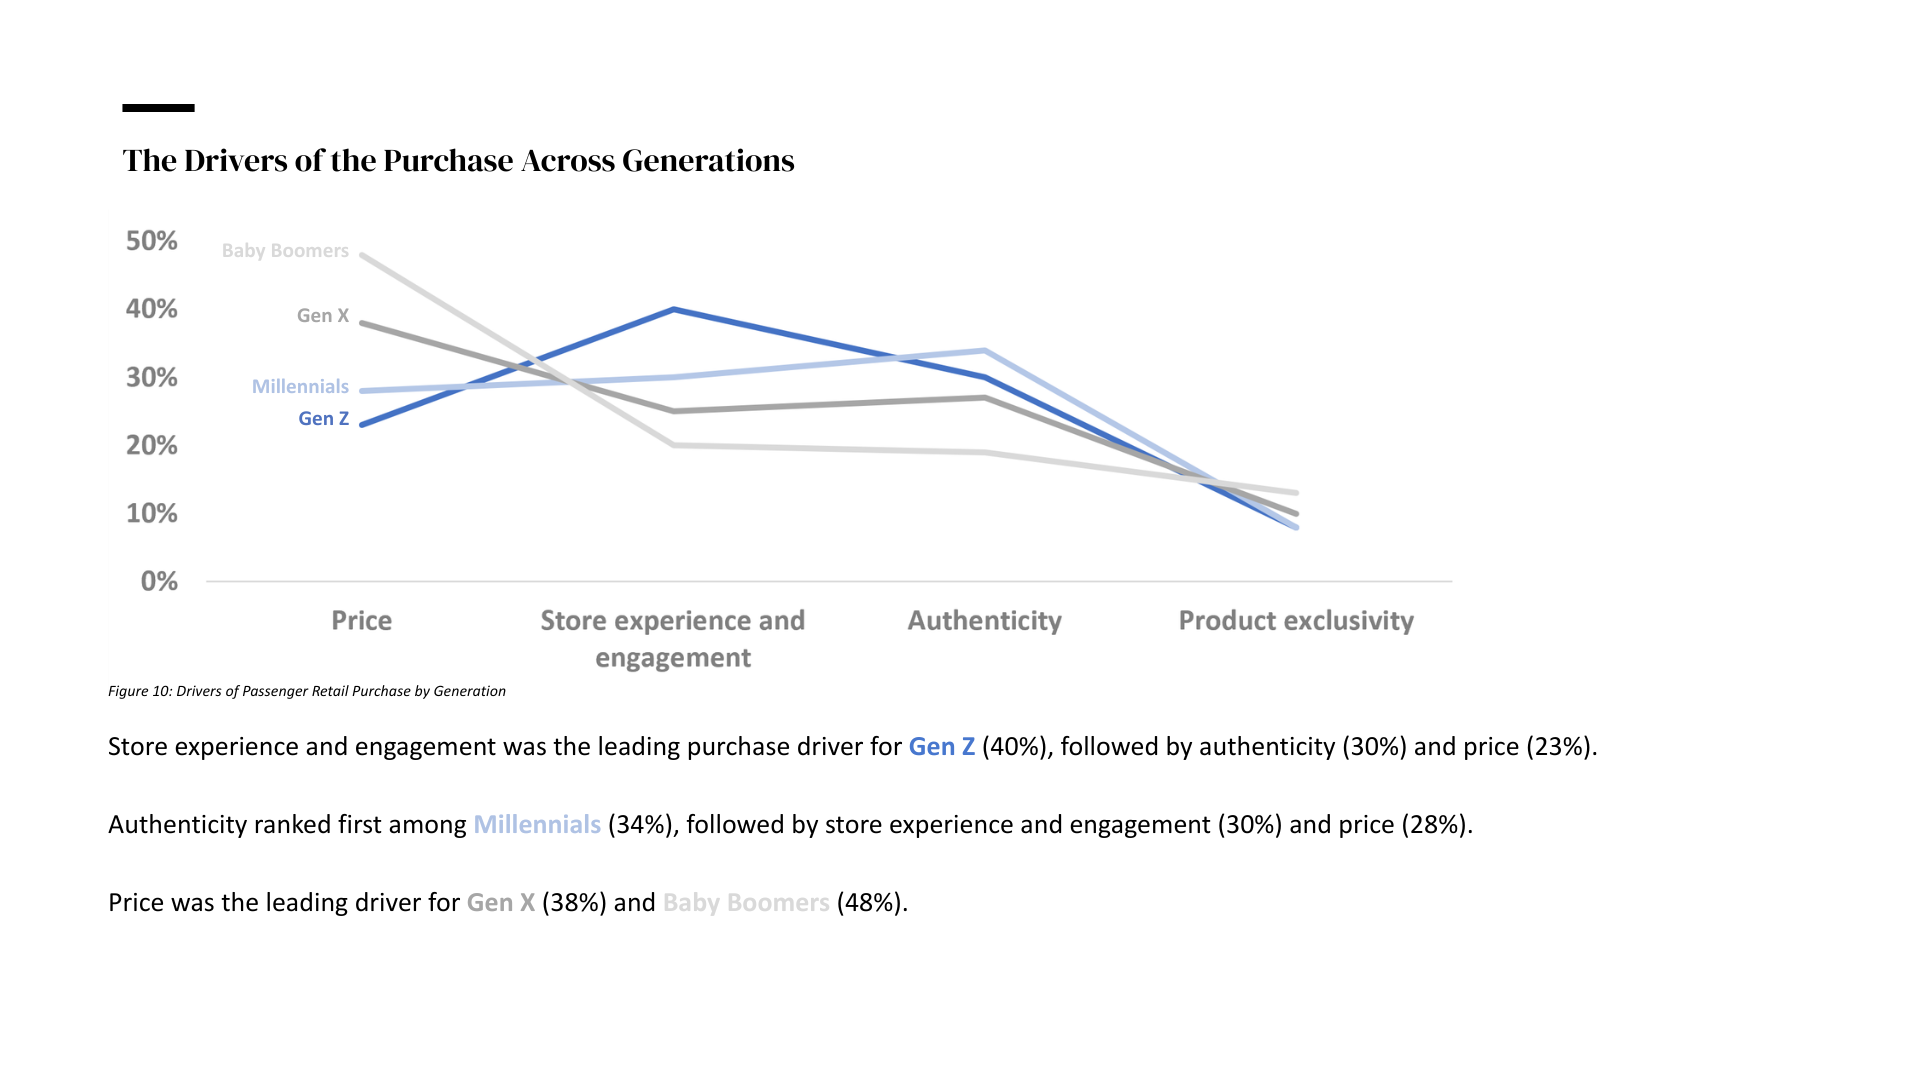 The Drivers of the Purchase Across Generations
50%
40%
30%
20%
10%
0%
Baby Boomers
Gen X
Millennials
Gen Z
Price
Store experience and
engagement
Authenticity
Product exclusivity
Figure 10: Drivers of Passenger Retail Purchase by Generation
Store experience and engagement was the leading purchase driver for Gen Z (40%), followed by authenticity (30%) and price (23%).
Authenticity ranked first among Millennials (34%), followed by store experience and engagement (30%) and price (28%).
Price was the leading driver for Gen X (38%) and Baby Boomers (48%).